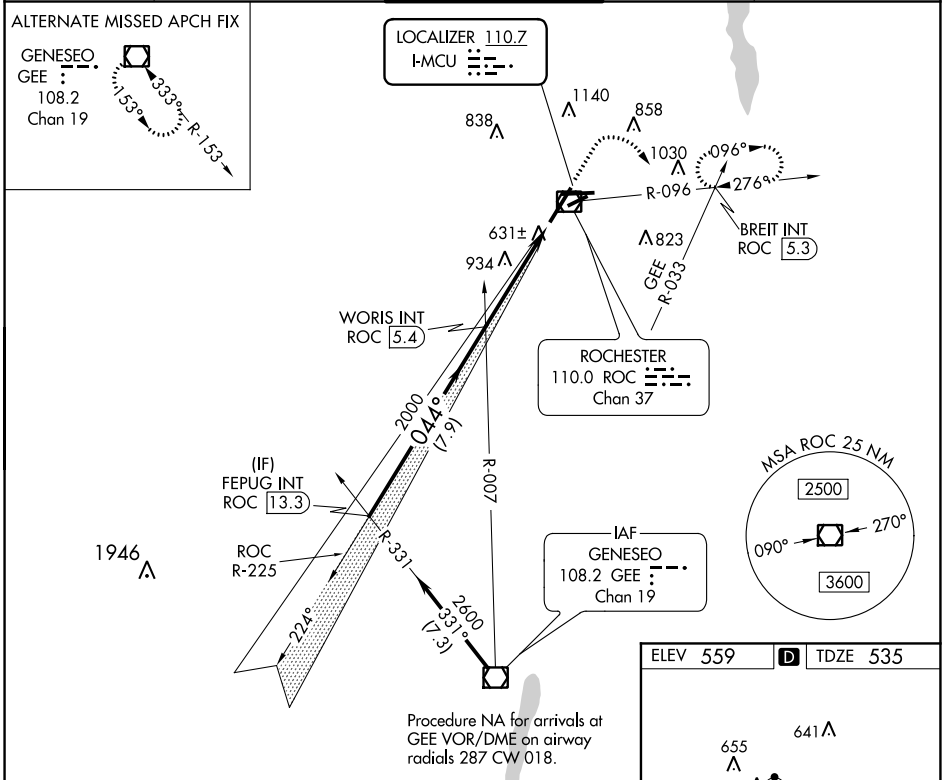 ALTERNATE MISSED APCH FIX
GENESEO
GEE
108.2
Chan 19
153°
333°
R-153
LOCALIZER 110.7
I-MCU
838
1140
858
1030
096°
276°
R-096
BREIT INT
ROC 5.3
823
GEE
R-033
631±
934
WORIS INT
ROC 5.4
ROCHESTER
110.0 ROC
Chan 37
2000
044°
(7.9)
R-007
(IF)
FEPUG INT
ROC 13.3
MSA ROC 25 NM
2500
090°
270°
3600
1946
ROC
R-225
R-331
224°
2600
331°
(7.3)
IAF
GENESEO
108.2 GEE
Chan 19
Procedure NA for arrivals at
GEE VOR/DME on airway
radials 287 CW 018.
ELEV 559 D TDZE 535
655
641